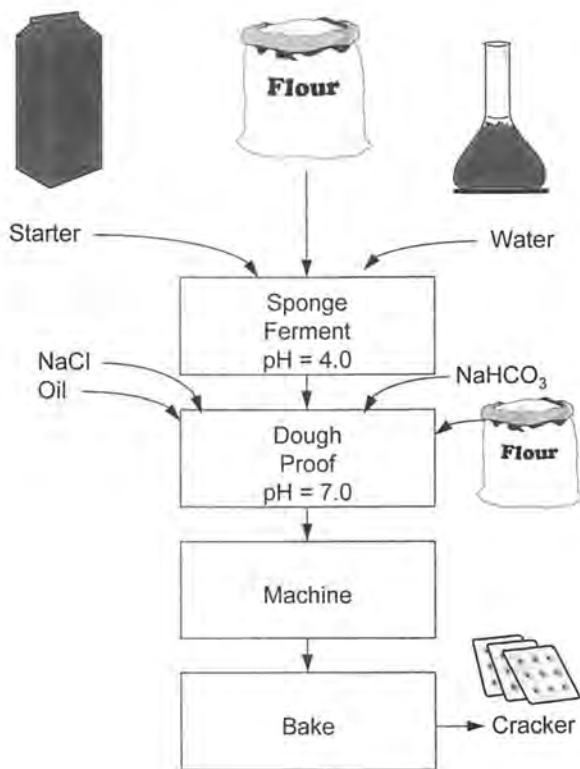 Flour
Starter
Water
Sponge
Ferment
pH = 4.0
NaCl
Oil
NaHCO₃
Dough
Proof
pH = 7.0
Flour
Machine
Bake
Cracker